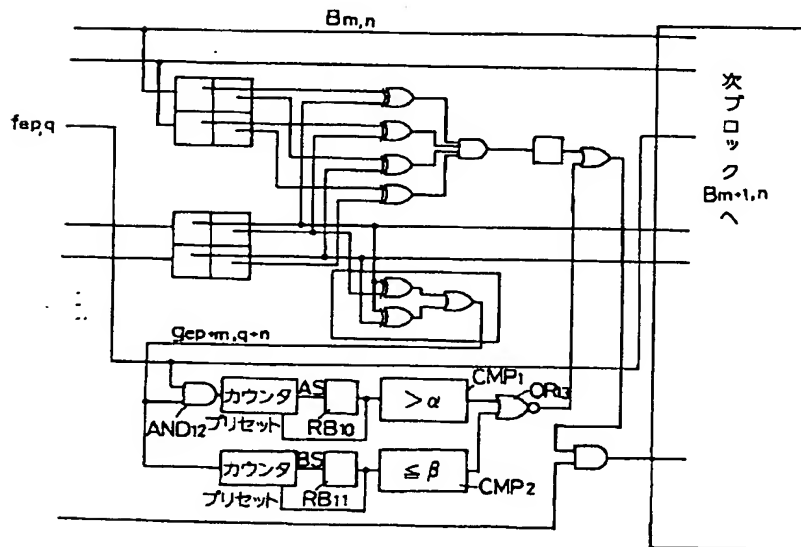 Bm,n
fep,q
次ブロック
Bm+1,n
へ
gep+m,q+n
カウンタ
AS
RB10
プリセット
AND12
>α
CMP1
OR13
カウンタ
BS
RB11
プリセット
≦β
CMP2